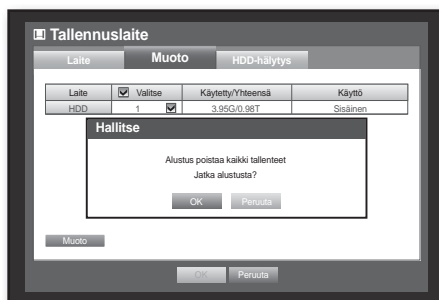 Tallennuslaite
Laite Muoto HDD-hälytys
Laite Valitse Käytetty/Yhteensä Käyttö
HDD 1 3.95G/0.98T Sisäinen
Hallitse
Alustus poistaa kaikki tallenteet
Jatka alustusta?
OK Peruuta
Muoto
OK Peruuta